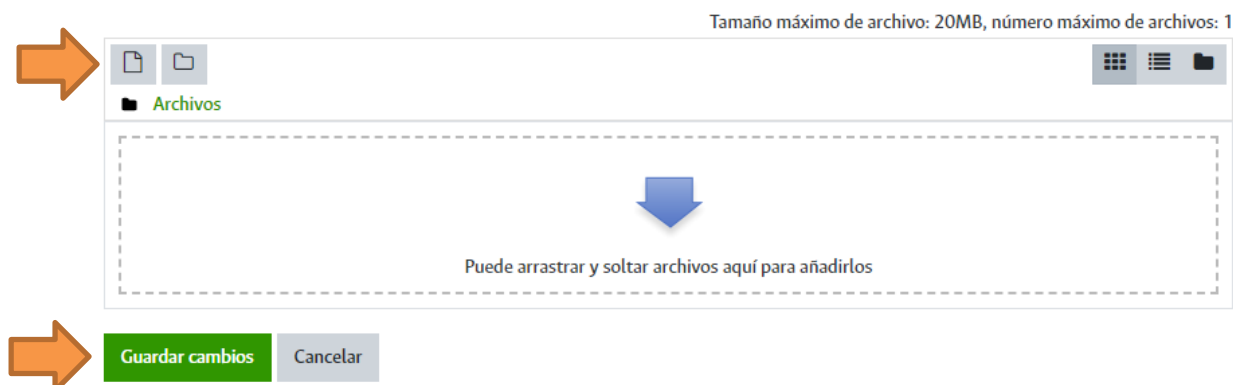 Tamaño máximo de archivo: 20MB, número máximo de archivos: 1
Archivos
Puede arrastrar y soltar archivos aquí para añadirlos
Guardar cambios Cancelar